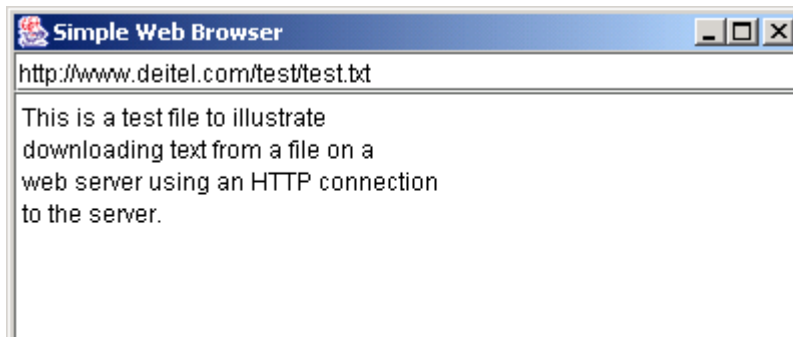 Simple Web Browser
http://www.deitel.com/test/test.txt
This is a test file to illustrate
downloading text from a file on a
web server using an HTTP connection
to the server.